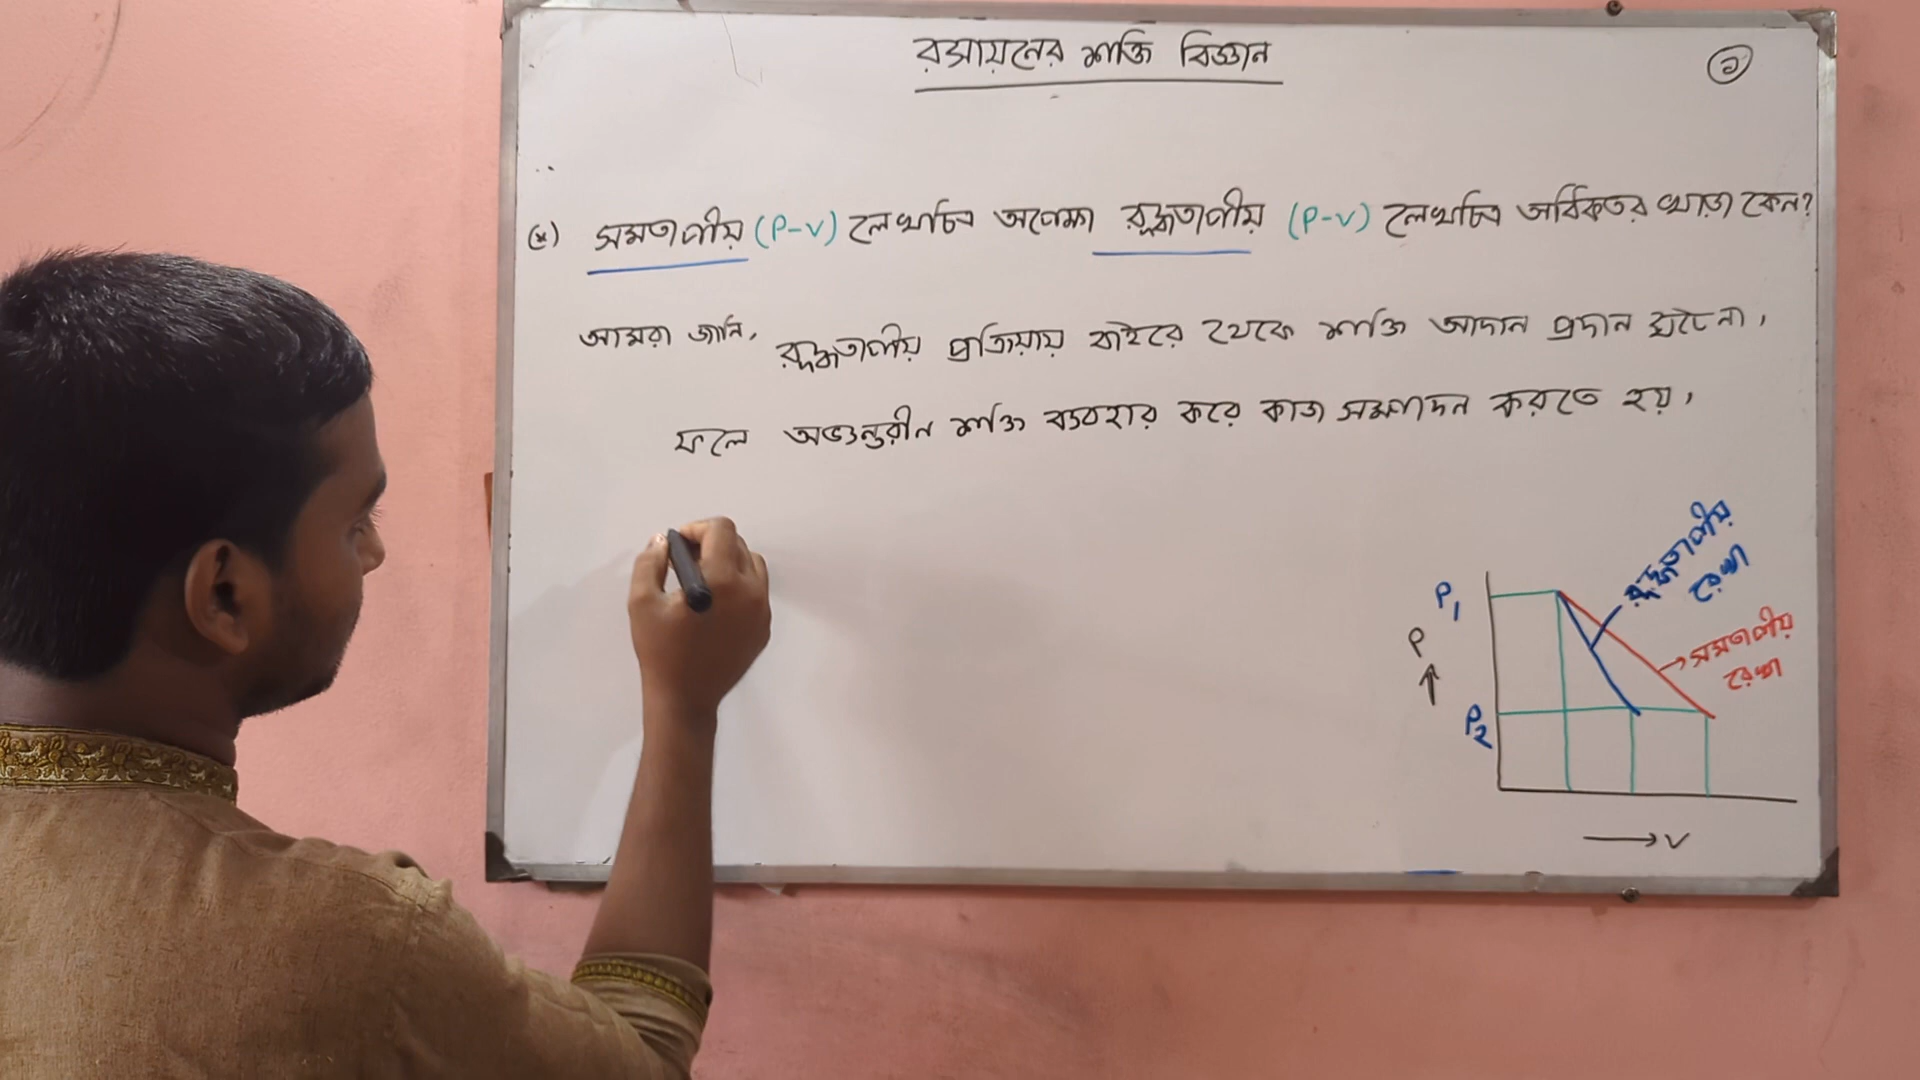 রসায়নের শক্তি বিজ্ঞান
১
(*) সমতাপীয় (P-V) লেখচিত্র অপেক্ষা রূদ্ধতাপীয় (P-V) লেখচিত্র অধিকতর খাড়া কেন?
আমরা জানি, রূদ্ধতাপীয় প্রক্রিয়ায় বাইরে থেকে শক্তি আদান প্রদান ঘটেনা,
ফলে অভ্যন্তরীন শক্তি ব্যবহার করে কাজ সম্পাদন করতে হয়,
রূদ্ধতাপীয়
রেখা
P₁
সমতাপীয়
রেখা
P
↑
P₂
→ V